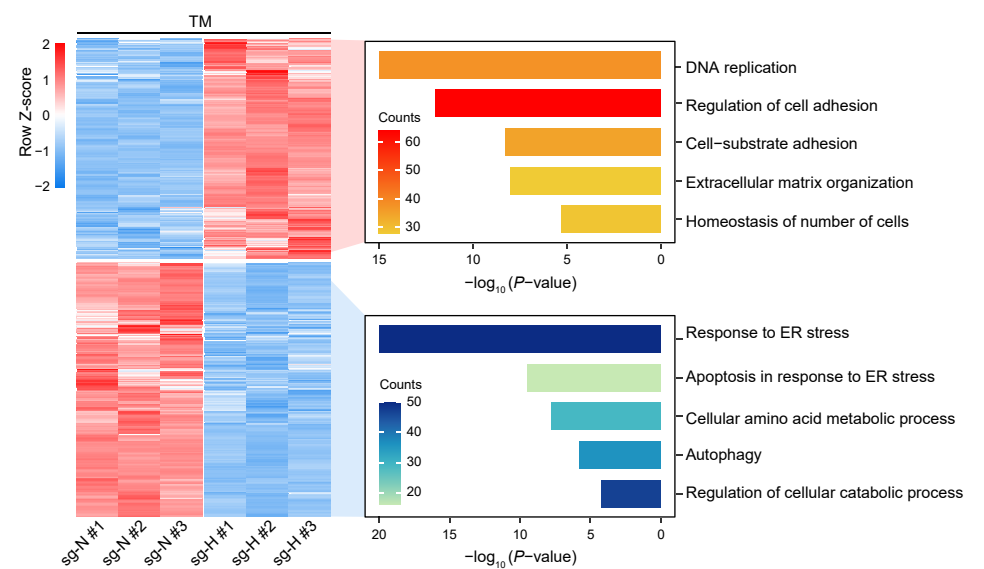 TM
Row Z-score
2
1
0
−1
−2
sg-N #1
sg-N #2
sg-N #3
sg-H #1
sg-H #2
sg-H #3
Counts
60
50
40
30
DNA replication
Regulation of cell adhesion
Cell−substrate adhesion
Extracellular matrix organization
Homeostasis of number of cells
15 10 5 0
−log10 (P−value)
Counts
50
40
30
20
Response to ER stress
Apoptosis in response to ER stress
Cellular amino acid metabolic process
Autophagy
Regulation of cellular catabolic process
20 15 10 5 0
−log10 (P−value)